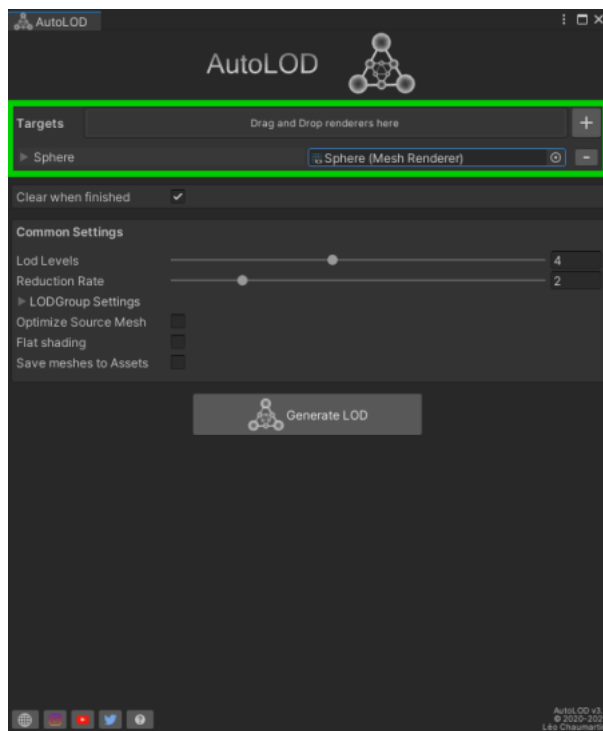 AutoLOD
AutoLOD
Targets
Drag and Drop renderers here
+
Sphere
Sphere (Mesh Renderer)
-
Clear when finished
Common Settings
Lod Levels
4
Reduction Rate
2
LODGroup Settings
Optimize Source Mesh
Flat shading
Save meshes to Assets
Generate LOD
?
AutoLOD v3.
© 2020-202
Léo Chaumarti